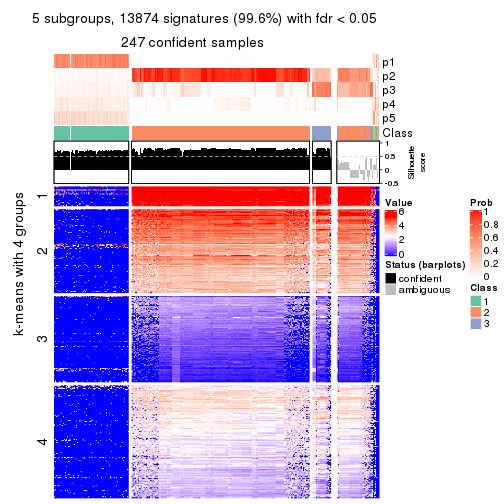 5 subgroups, 13874 signatures (99.6%) with fdr < 0.05
247 confident samples
p1
p2
p3
p4
p5
Class
1
0.5
0
-0.5
Silhouette
score
k-means with 4 groups
1
2
3
4
Value
6
4
2
0
Status (barplots)
confident
ambiguous
Prob
1
0.8
0.6
0.4
0.2
0
Class
1
2
3